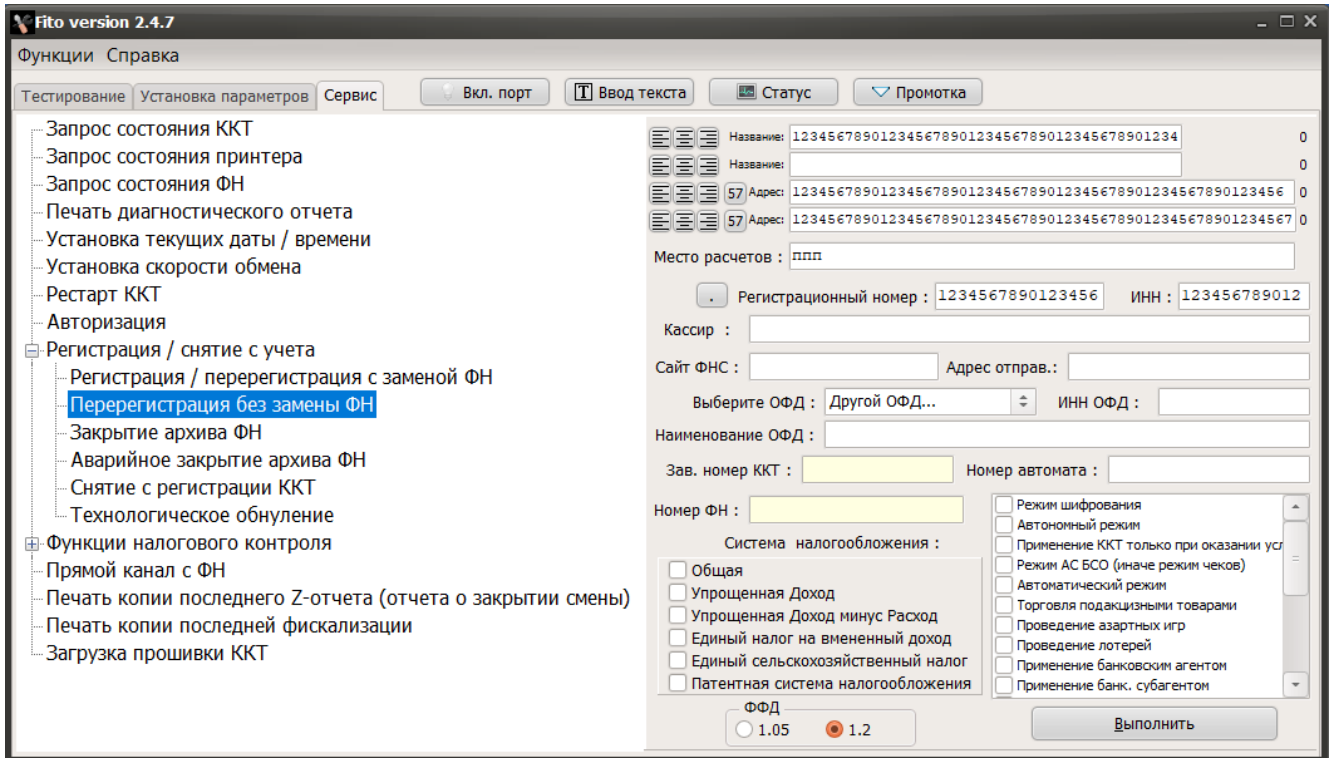 Fito version 2.4.7
Функции Справка
Тестирование Установка параметров Сервис Вкл. порт T Ввод текста Статус Промотка
Запрос состояния ККТ
Запрос состояния принтера
Запрос состояния ФН
Печать диагностического отчета
Установка текущих даты / времени
Установка скорости обмена
Рестарт ККТ
Авторизация
Регистрация / снятие с учета
Регистрация / перерегистрация с заменой ФН
Перерегистрация без замены ФН
Закрытие архива ФН
Аварийное закрытие архива ФН
Снятие с регистрации ККТ
Технологическое обнуление
Функции налогового контроля
Прямой канал с ФН
Печать копии последнего Z-отчета (отчета о закрытии смены)
Печать копии последней фискализации
Загрузка прошивки ККТ
Название: 12345678901234567890123456789012345678901234 0
Название: 0
57 Адрес: 12345678901234567890123456789012345678901234567890123456 0
57 Адрес: 123456789012345678901234567890123456789012345678901234567 0
Место расчетов : ппп
. Регистрационный номер : 1234567890123456 ИНН : 123456789012
Кассир :
Сайт ФНС : Адрес отправ.:
Выберите ОФД : Другой ОФД... ИНН ОФД :
Наименование ОФД :
Зав. номер ККТ : Номер автомата :
Номер ФН :
Система налогообложения :
Общая
Упрощенная Доход
Упрощенная Доход минус Расход
Единый налог на вмененный доход
Единый сельскохозяйственный налог
Патентная система налогообложения
Режим шифрования
Автономный режим
Применение ККТ только при оказании усл
Режим АС БСО (иначе режим чеков)
Автоматический режим
Торговля подакцизными товарами
Проведение азартных игр
Проведение лотерей
Применение банковским агентом
Применение банк. субагентом
ФФД
1.05 1.2
Выполнить